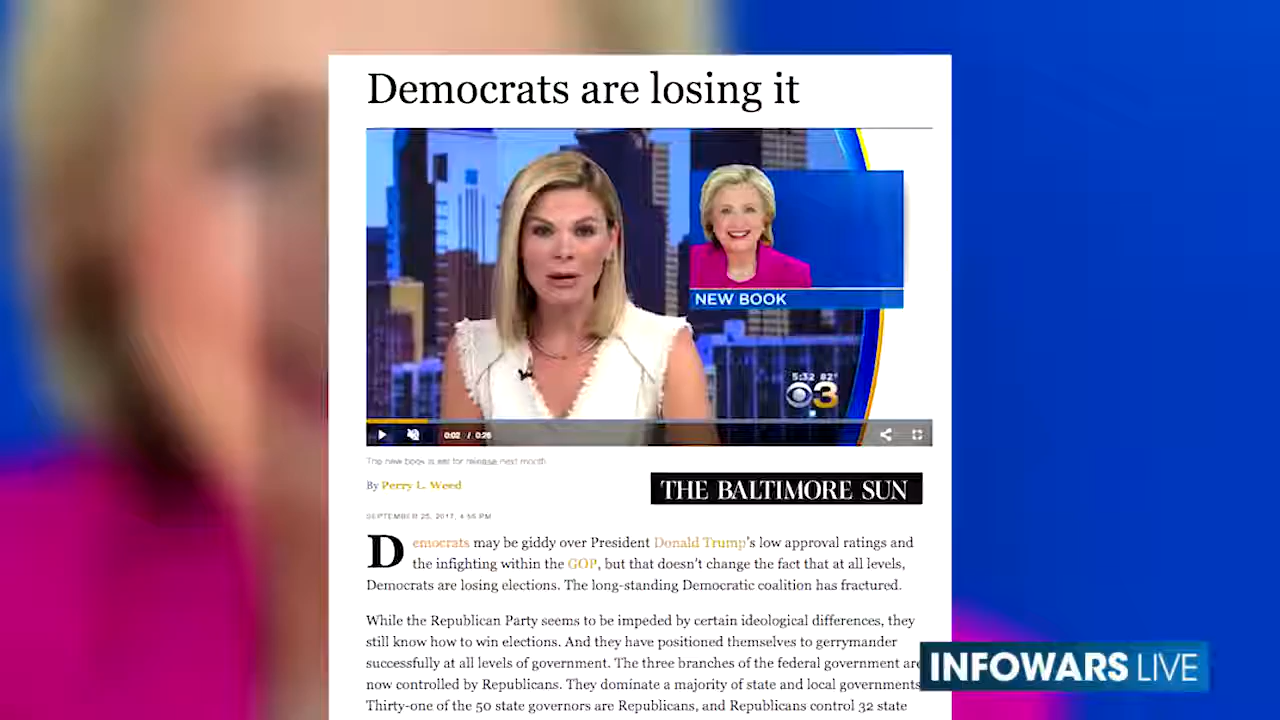 Democrats are losing it
NEW BOOK
5:32 82°
3
0:02 / 0:26
The new book is set for release next month
By Perry L. Weed
THE BALTIMORE SUN
SEPTEMBER 25, 2017, 4:55 PM
Democrats may be giddy over President Donald Trump's low approval ratings and
the infighting within the GOP, but that doesn't change the fact that at all levels,
Democrats are losing elections. The long-standing Democratic coalition has fractured.
While the Republican Party seems to be impeded by certain ideological differences, they
still know how to win elections. And they have positioned themselves to gerrymander
successfully at all levels of government. The three branches of the federal government are
now controlled by Republicans. They dominate a majority of state and local governments
Thirty-one of the 50 state governors are Republicans, and Republicans control 32 state
INFOWARS LIVE